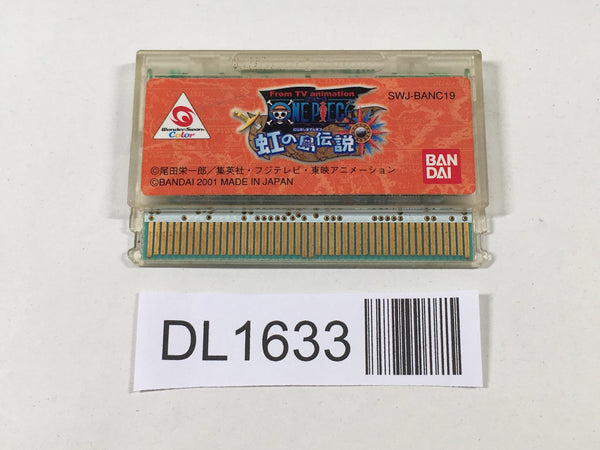 From TV animation
SWJ-BANC19
ONE PIECE
虹の島伝説
WonderSwan
Color
©尾田栄一郎／集英社・フジテレビ・東映アニメーション
©BANDAI 2001 MADE IN JAPAN
BAN
DAI
DL1633